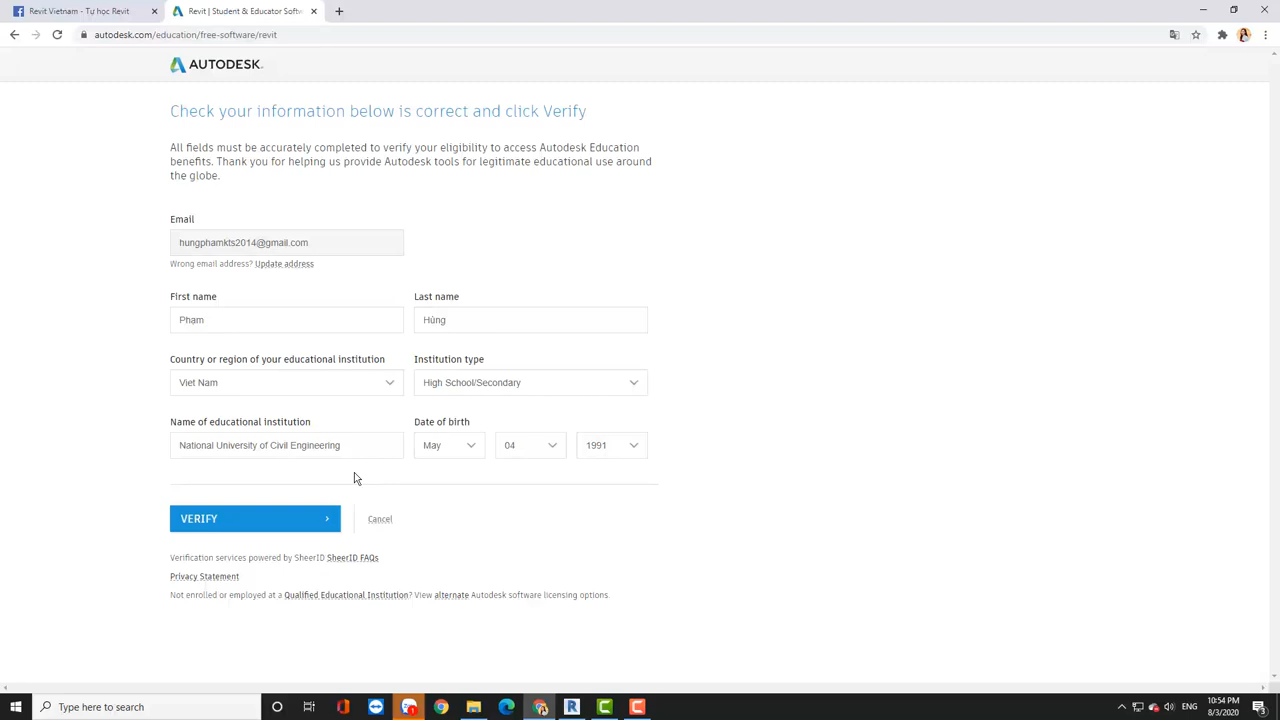 Revit Vietnam - Tự học Revit
Revit | Student & Educator Softw
autodesk.com/education/free-software/revit
AUTODESK.
Check your information below is correct and click Verify
All fields must be accurately completed to verify your eligibility to access Autodesk Education
benefits. Thank you for helping us provide Autodesk tools for legitimate educational use around
the globe.
Email
hungphamkts2014@gmail.com
Wrong email address? Update address
First name
Last name
Phạm
Hùng
Country or region of your educational institution
Institution type
Viet Nam
High School/Secondary
Name of educational institution
Date of birth
National University of Civil Engineering
May
04
1991
VERIFY
Cancel
Verification services powered by SheerID SheerID FAQs
Privacy Statement
Not enrolled or employed at a Qualified Educational Institution? View alternate Autodesk software licensing options.
Type here to search
1
R
C
C
ENG
10:54 PM
8/3/2020
3